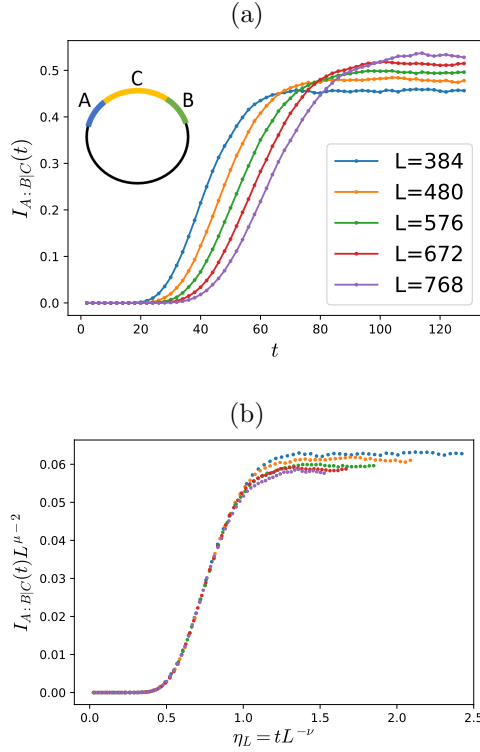 (a)
0.5
0.4
0.3
0.2
0.1
0.0
I_{A:B|C}(t)
A
C
B
L=384
L=480
L=576
L=672
L=768
0 20 40 60 80 100 120
t
(b)
0.06
0.05
0.04
0.03
0.02
0.01
0.00
I_{A:B|C}(t)L^{μ−2}
0.0 0.5 1.0 1.5 2.0 2.5
η_L = tL^{−ν}